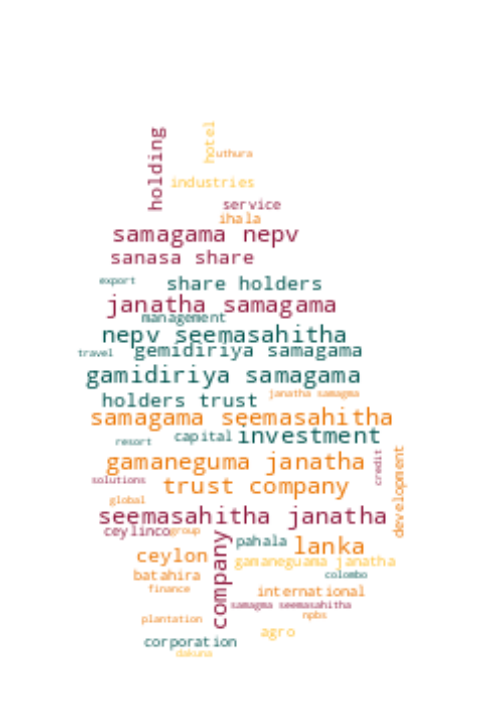 holding
hotel
uthura
industries
service
ihala
samagama nepv
sanasa share
export
share holders
janatha samagama
management
nepv seemasahitha
travel
gemidiriya samagama
gamidiriya samagama
janatha samagma
holders trust
samagama seemasahitha
resort
capital
investment
gamaneguma janatha
credit
development
solutions
trust company
global
seemasahitha janatha
ceylinco
group
company
pahala
lanka
ceylon
gamaneguama janatha
batahira
colombo
finance
international
samagma seemasahitha
plantation
npbs
agro
corporation
dakuna